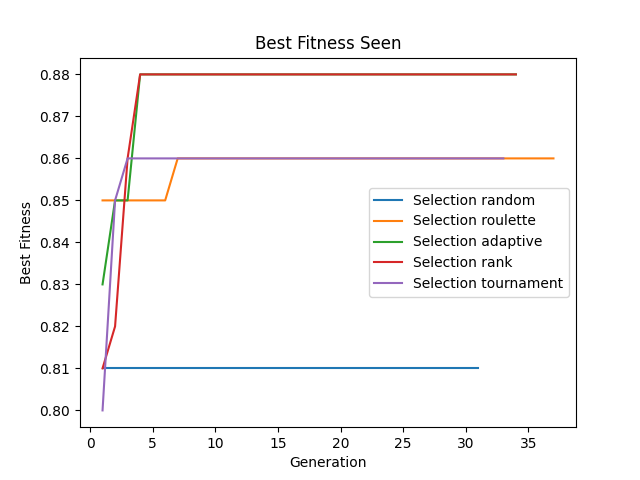 Best Fitness Seen
Best Fitness
0.88
0.87
0.86
0.85
0.84
0.83
0.82
0.81
0.80
Selection random
Selection roulette
Selection adaptive
Selection rank
Selection tournament
0
5
10
15
20
25
30
35
Generation